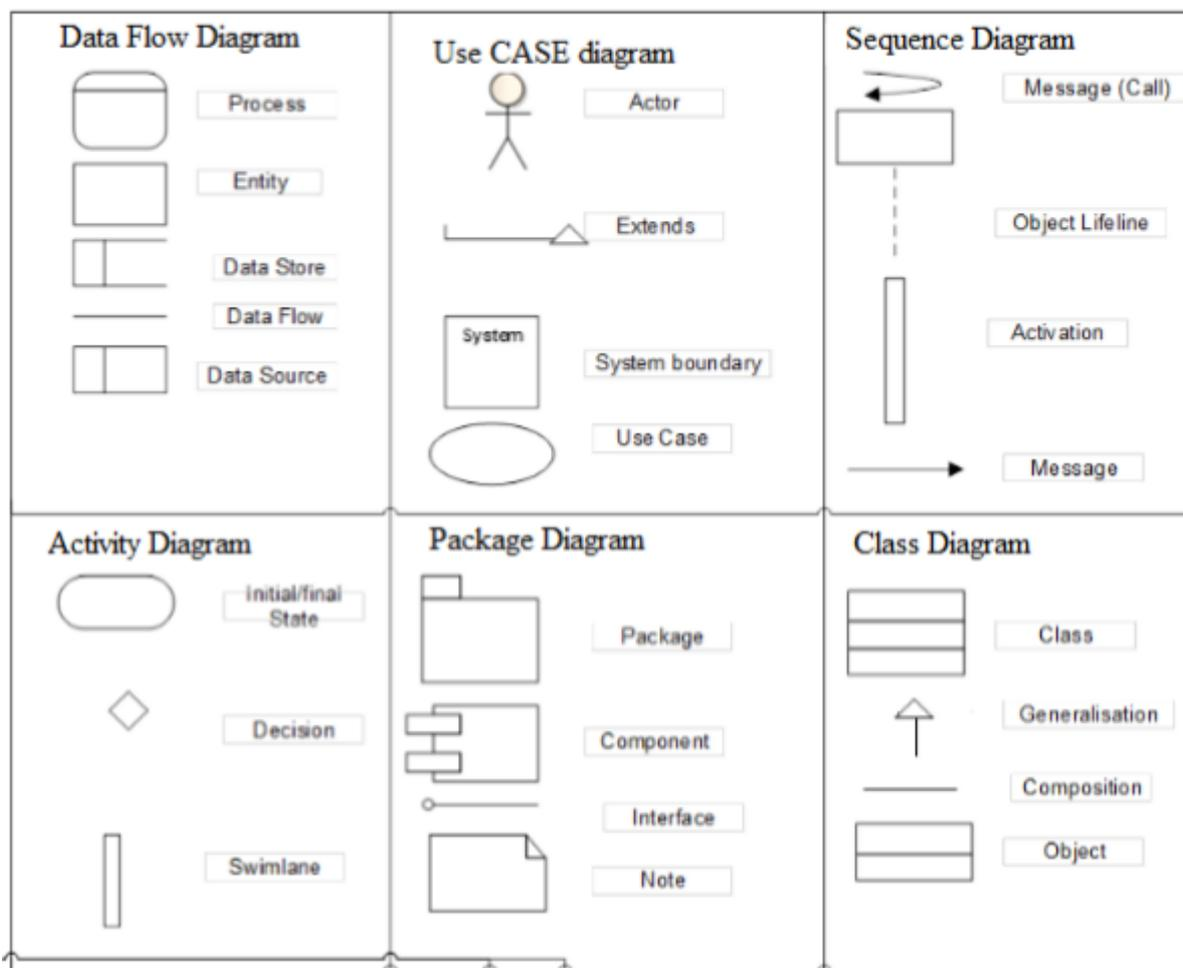 Data Flow Diagram
Process
Entity
Data Store
Data Flow
Data Source
Use CASE diagram
Actor
Extends
System
System boundary
Use Case
Sequence Diagram
Message (Call)
Object Lifeline
Activation
Message
Activity Diagram
Initial/final
State
Decision
Swimlane
Package Diagram
Package
Component
Interface
Note
Class Diagram
Class
Generalisation
Composition
Object